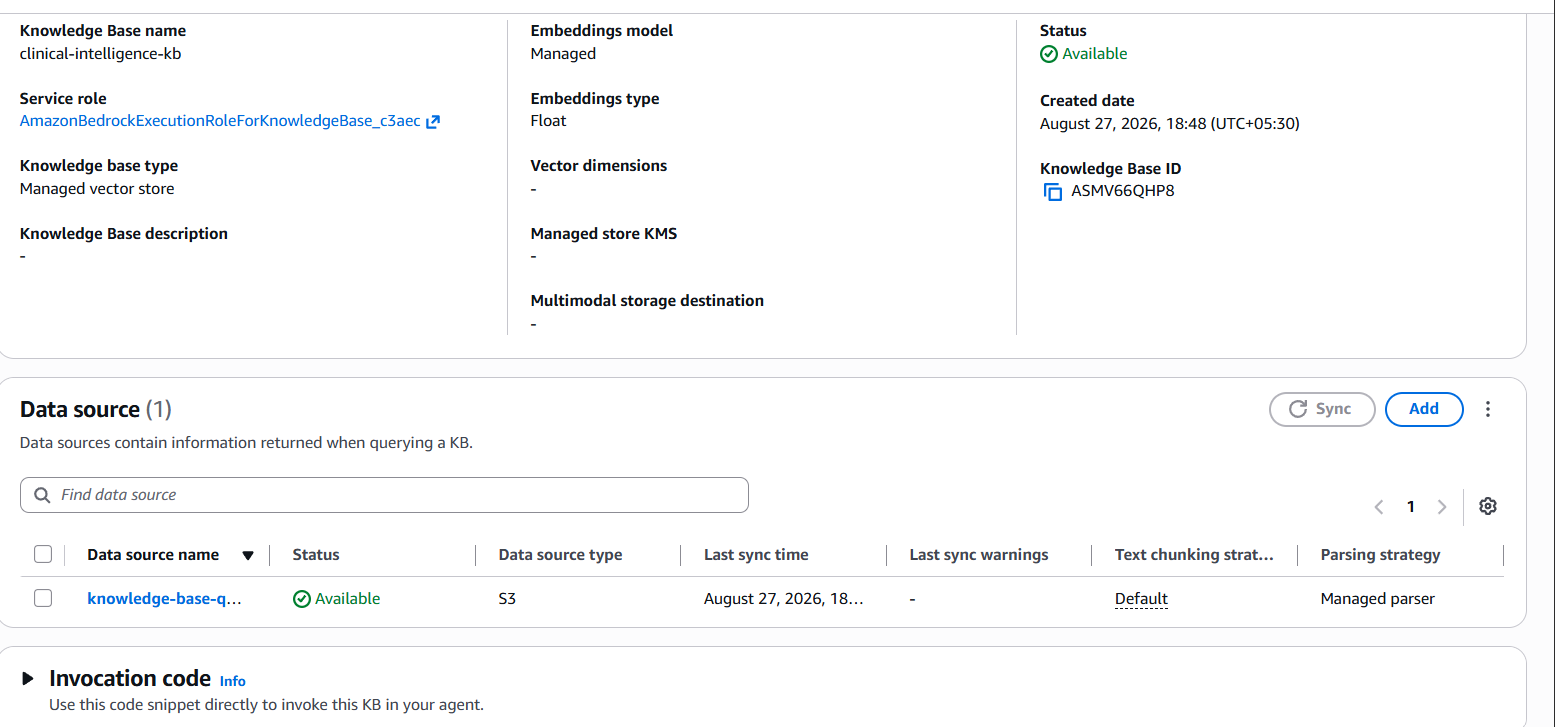 Knowledge Base name
clinical-intelligence-kb
Service role
AmazonBedrockExecutionRoleForKnowledgeBase_c3aec
Knowledge base type
Managed vector store
Knowledge Base description
-
Embeddings model
Managed
Embeddings type
Float
Vector dimensions
-
Managed store KMS
-
Multimodal storage destination
-
Status
Available
Created date
August 27, 2026, 18:48 (UTC+05:30)
Knowledge Base ID
ASMV66QHP8
Data source (1)
Sync
Add
Data sources contain information returned when querying a KB.
Find data source
1
Data source name Status Data source type Last sync time Last sync warnings Text chunking strat... Parsing strategy
knowledge-base-q... Available S3 August 27, 2026, 18... - Default Managed parser
Invocation code Info
Use this code snippet directly to invoke this KB in your agent.